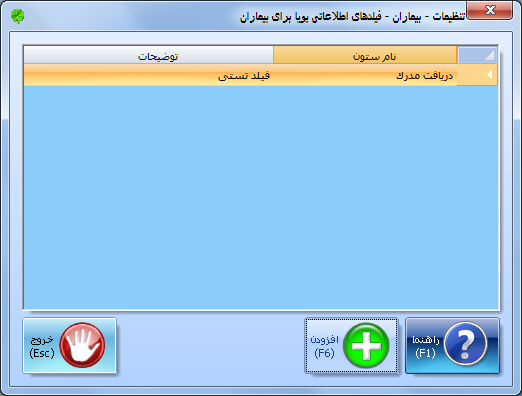 تنظیمات - بیماران - فیلدهای اطلاعاتی پویا برای بیماران
نام ستون توضیحات
دریافت مدرک فیلد تستی
راهنما
(F1)
افزودن
(F6)
خروج
(Esc)